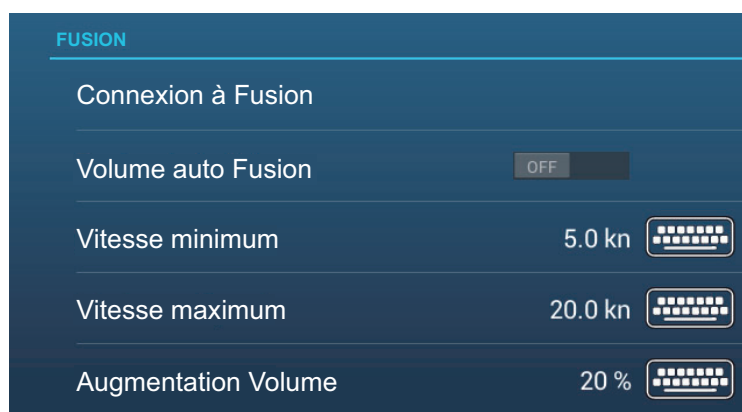 FUSION
Connexion à Fusion
Volume auto Fusion OFF
Vitesse minimum 5.0 kn
Vitesse maximum 20.0 kn
Augmentation Volume 20 %